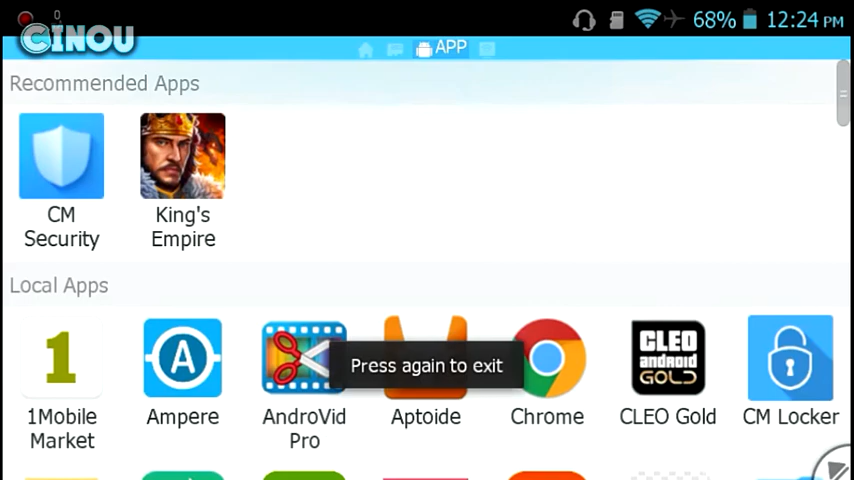 0,
68% 12:24 PM
CINOU
APP
Recommended Apps
CM
Security
King's
Empire
Local Apps
1
A
CLEO
android
GOLD
Press again to exit
1Mobile
Market
Ampere
AndroVid
Pro
Aptoide
Chrome
CLEO Gold
CM Locker